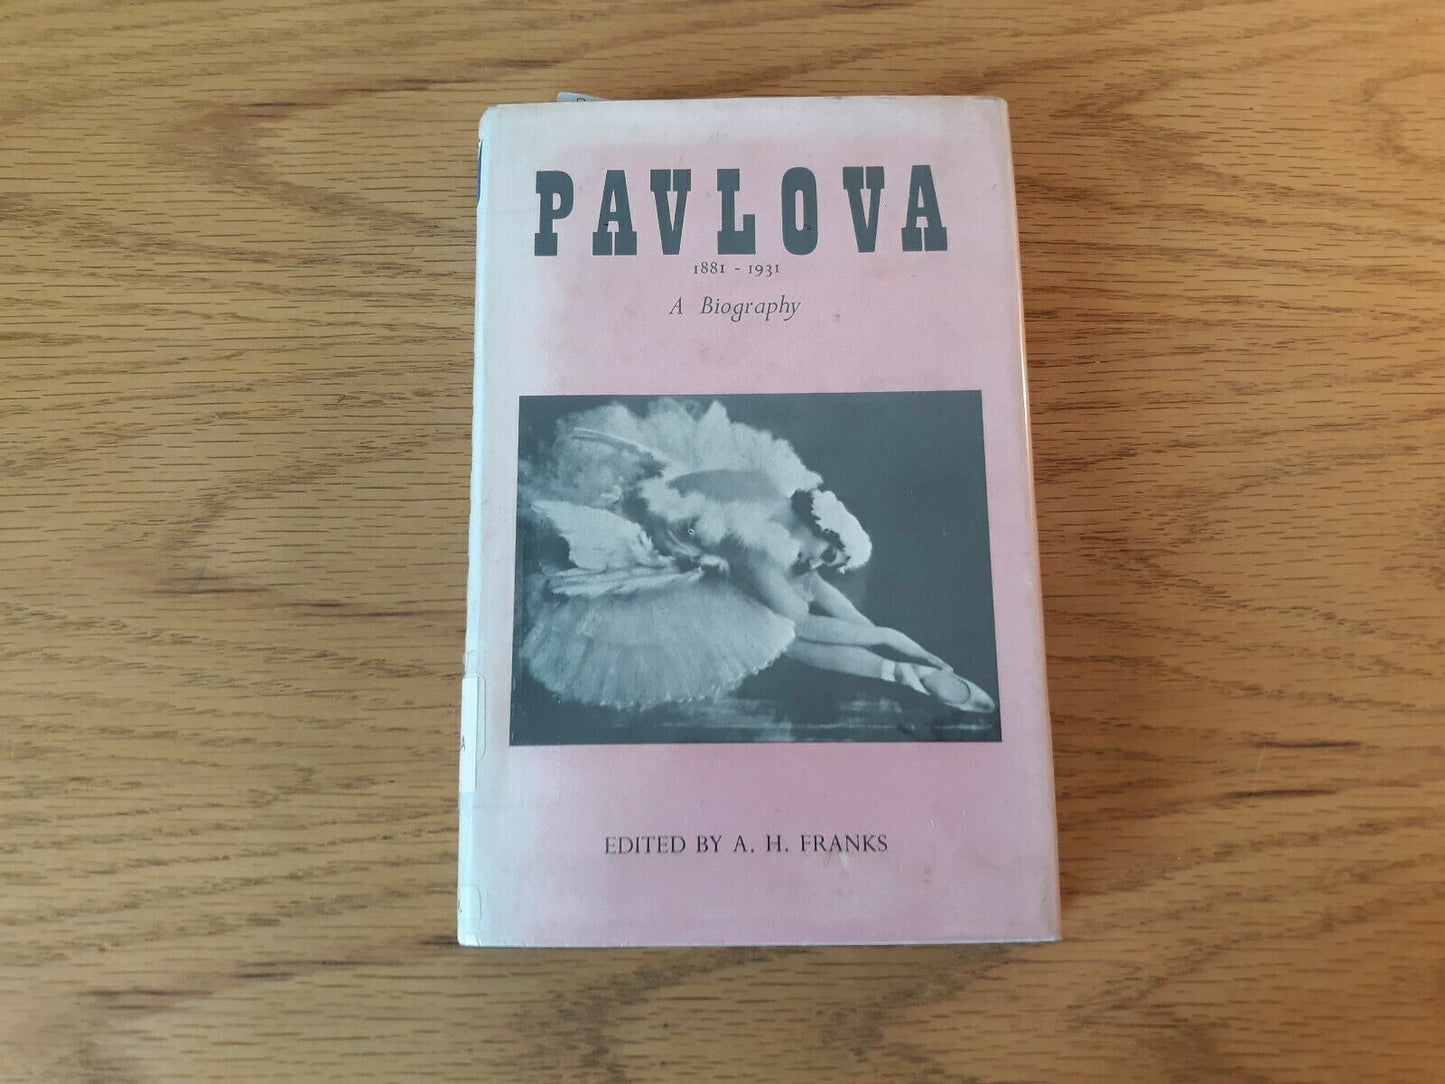 PAVLOVA
1881 - 1931
A Biography
EDITED BY A. H. FRANKS
A